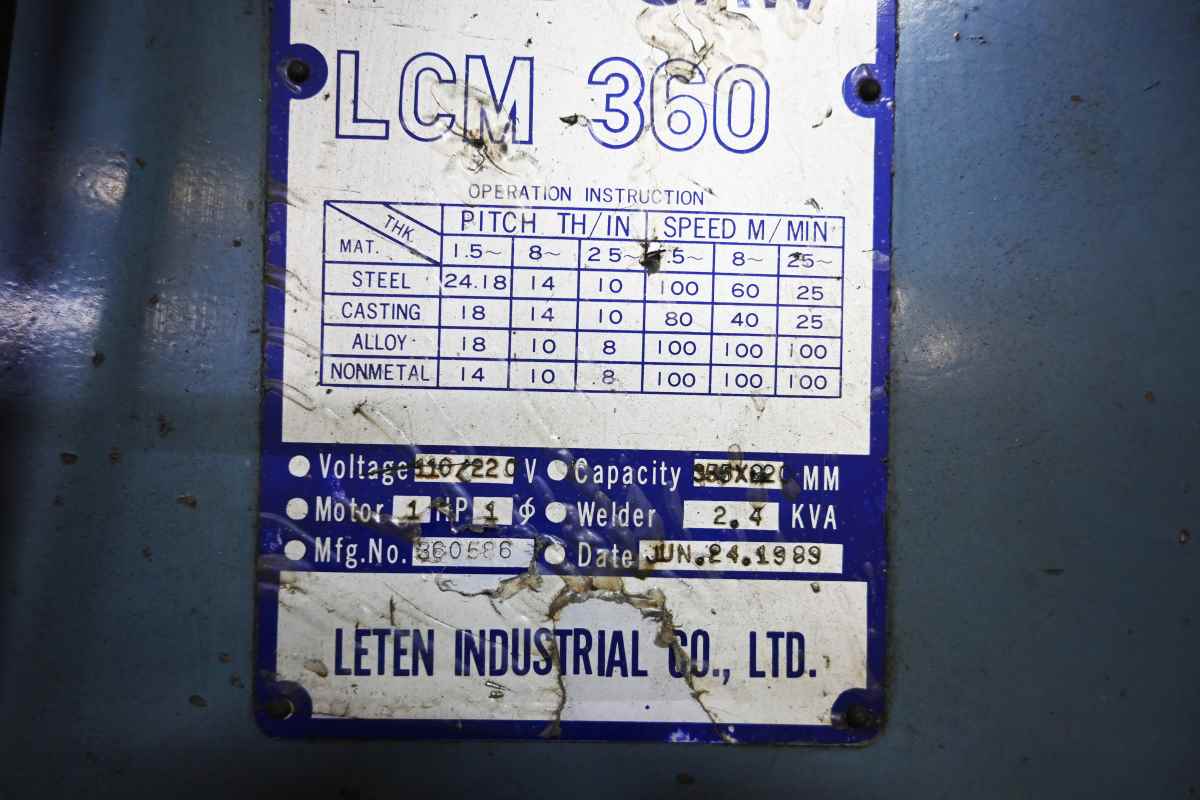 SAW
LCM 360
OPERATION INSTRUCTION
THK. MAT. PITCH TH/IN SPEED M/MIN
1.5~ 8~ 25~ .5~ 8~ 25~
STEEL 24.18 14 10 100 60 25
CASTING 18 14 10 80 40 25
ALLOY 18 10 8 100 100 100
NONMETAL 14 10 8 100 100 100
Voltage 110/220 V Capacity MM
Motor 1 HP 1 ϕ Welder 2.4 KVA
Mfg.No. 360586 Date JUN.24.1989
LETEN INDUSTRIAL CO., LTD.